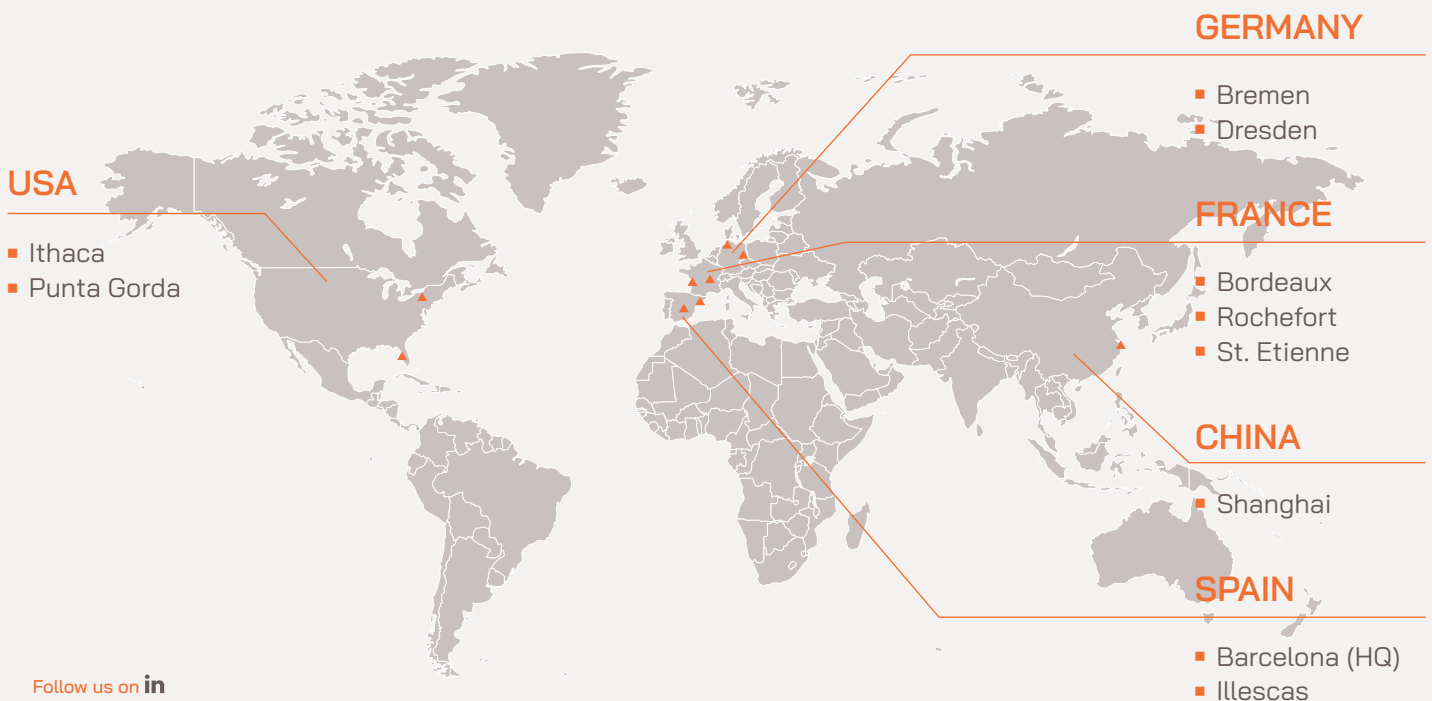 GERMANY
Bremen
Dresden
USA
Ithaca
Punta Gorda
FRANCE
Bordeaux
Rochefort
St. Etienne
CHINA
Shanghai
SPAIN
Barcelona (HQ)
Illescas
Follow us on in